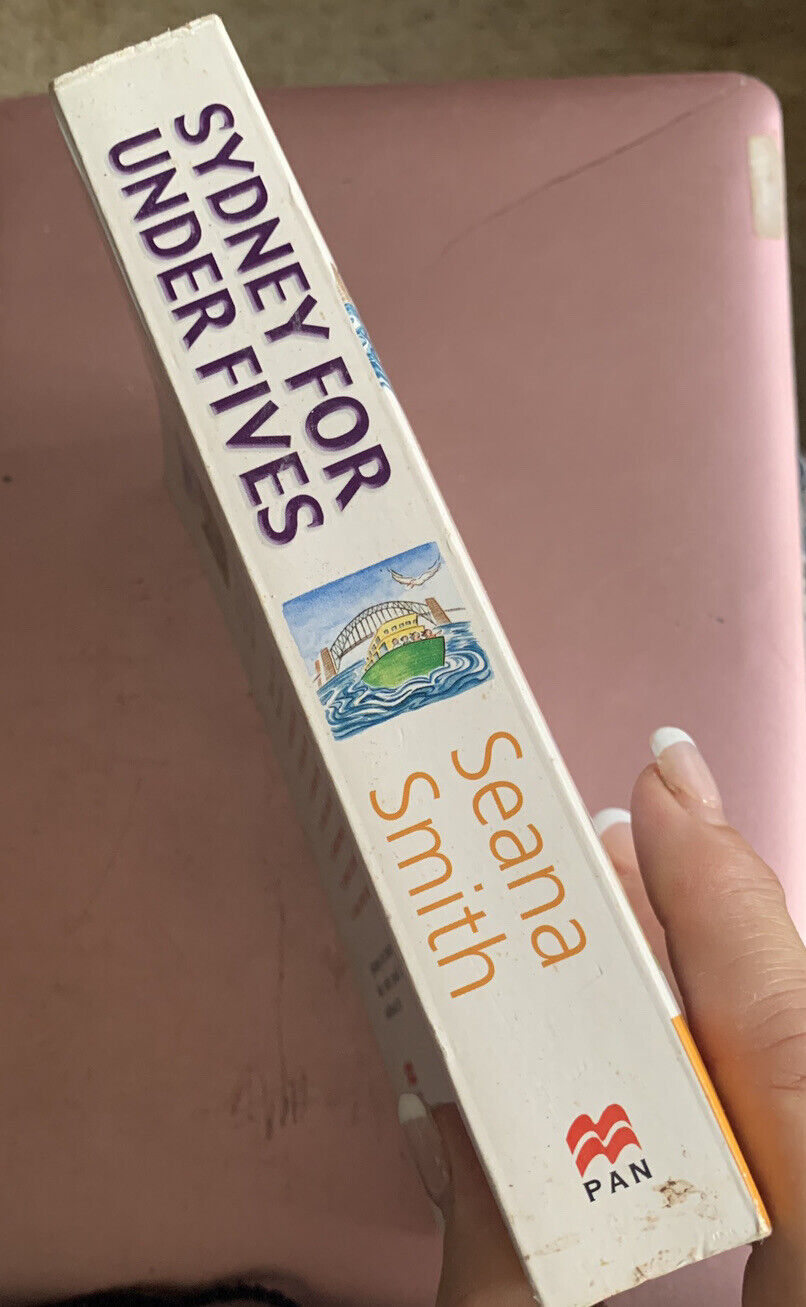 SYDNEY FOR
UNDER FIVES
Seana
Smith
PAN